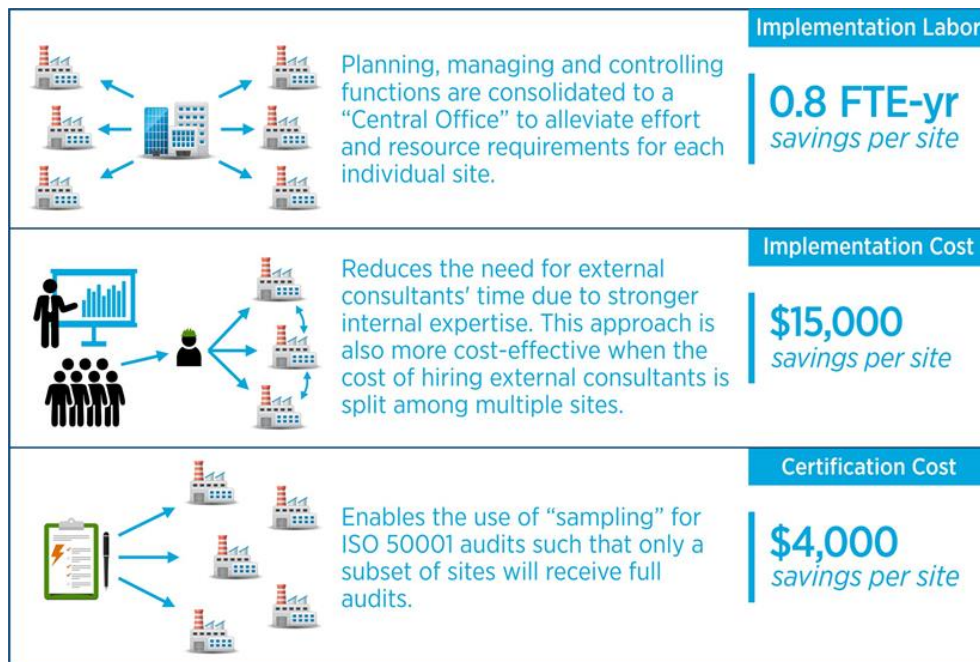 Implementation Labor
Planning, managing and controlling
functions are consolidated to a
“Central Office” to alleviate effort
and resource requirements for each
individual site.
0.8 FTE-yr
savings per site
Implementation Cost
Reduces the need for external
consultants' time due to stronger
internal expertise. This approach is
also more cost-effective when the
cost of hiring external consultants is
split among multiple sites.
$15,000
savings per site
Certification Cost
Enables the use of “sampling” for
ISO 50001 audits such that only a
subset of sites will receive full
audits.
$4,000
savings per site